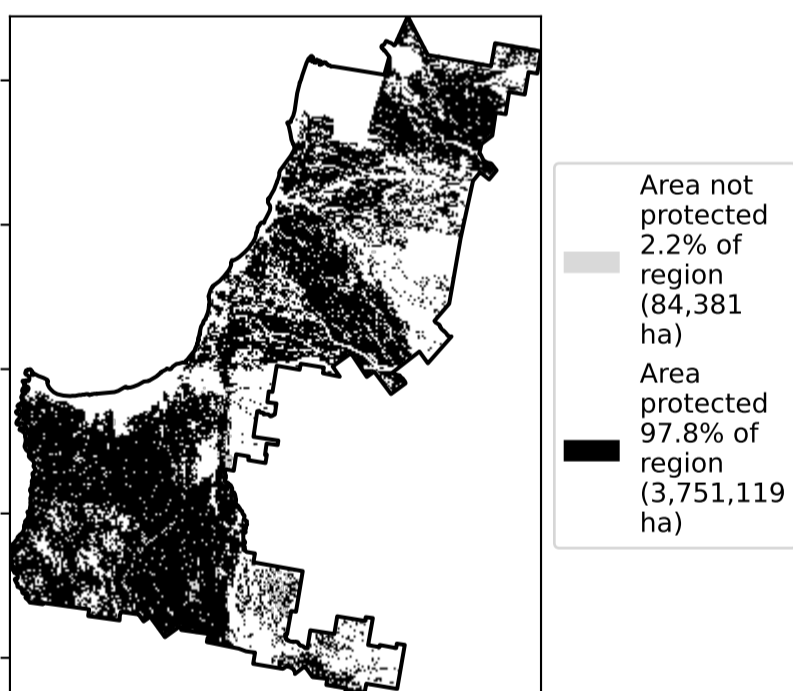 Area not
protected
2.2% of
region
(84,381
ha)
Area
protected
97.8% of
region
(3,751,119
ha)